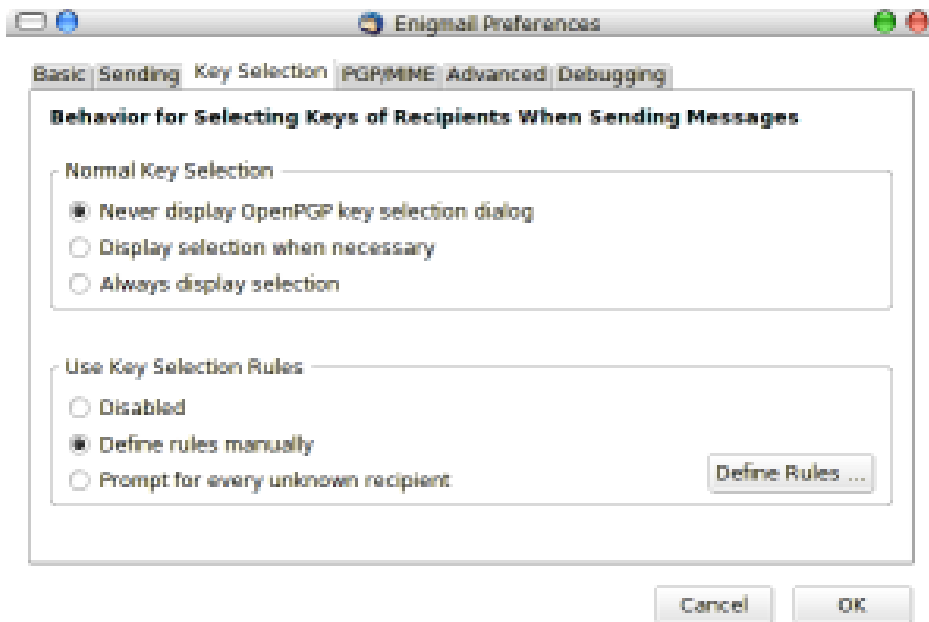 Enigmail Preferences
Basic Sending Key Selection PGP/MIME Advanced Debugging
Behavior for Selecting Keys of Recipients When Sending Messages
Normal Key Selection
Never display OpenPGP key selection dialog
Display selection when necessary
Always display selection
Use Key Selection Rules
Disabled
Define rules manually
Prompt for every unknown recipient
Define Rules ...
Cancel OK